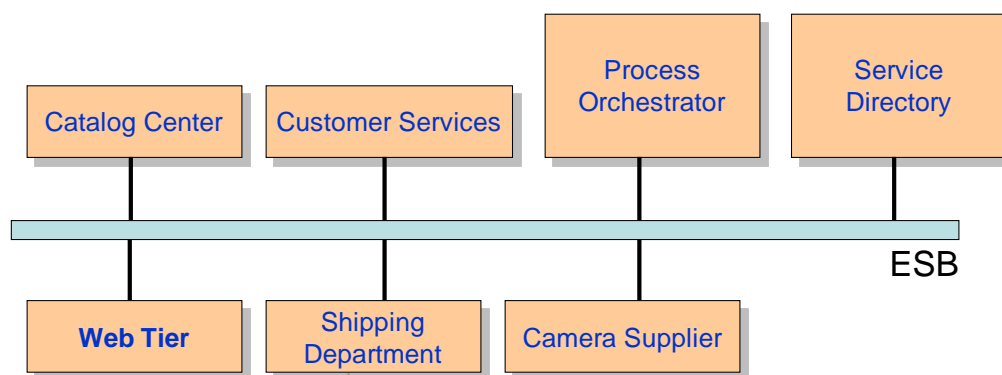 Catalog Center
Customer Services
Process
Orchestrator
Service
Directory
ESB
Web Tier
Shipping
Department
Camera Supplier